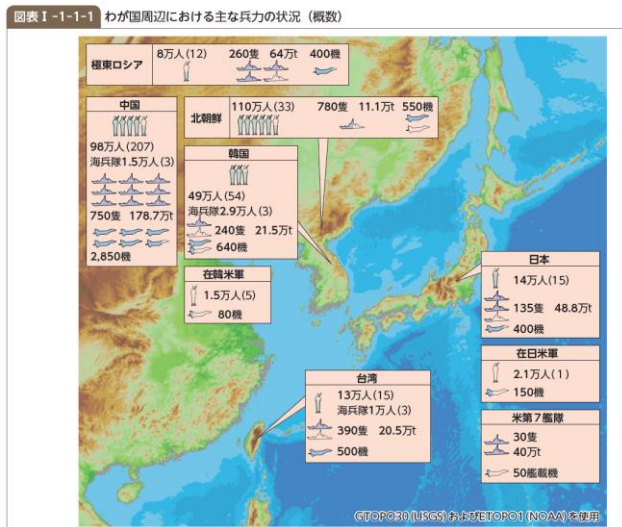 図表Ⅰ-1-1-1 わが国周辺における主な兵力の状況（概数）
極東ロシア
8万人(12) 260隻 64万t 400機
中国
98万人(207)
海兵隊1.5万人(3)
750隻 178.7万t
2,850機
北朝鮮
110万人(33) 780隻 11.1万t 550機
韓国
49万人(54)
海兵隊2.9万人(3)
240隻 21.5万t
640機
在韓米軍
1.5万人(5)
80機
日本
14万人(15)
135隻 48.8万t
400機
在日米軍
2.1万人(1)
150機
台湾
13万人(15)
海兵隊1万人(3)
390隻 20.5万t
500機
米第７艦隊
30隻
40万t
50艦載機
GTOPO30 (USGS) およびETOPO1 (NOAA) を使用